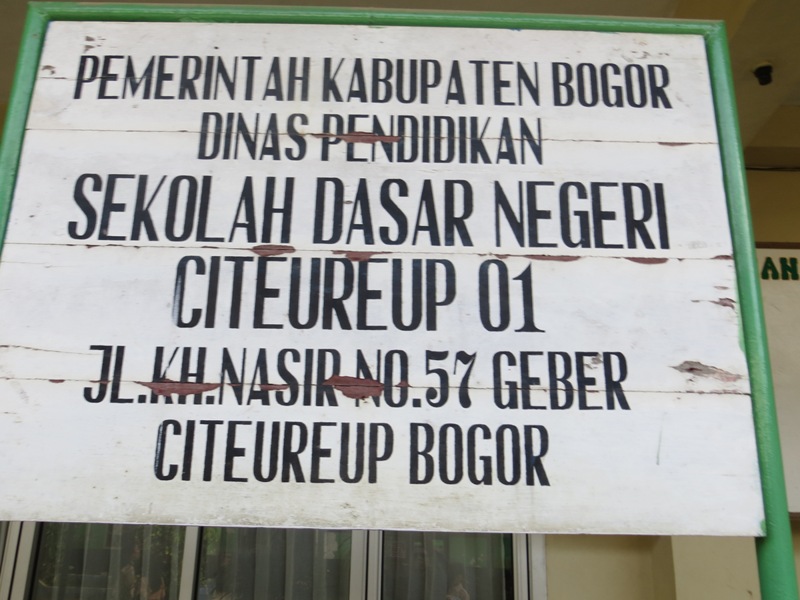 PEMERINTAH KABUPATEN BOGOR
DINAS PENDIDIKAN
SEKOLAH DASAR NEGERI
CITEUREUP 01
JL.KH.NASIR NO.57 GEBER
CITEUREUP BOGOR